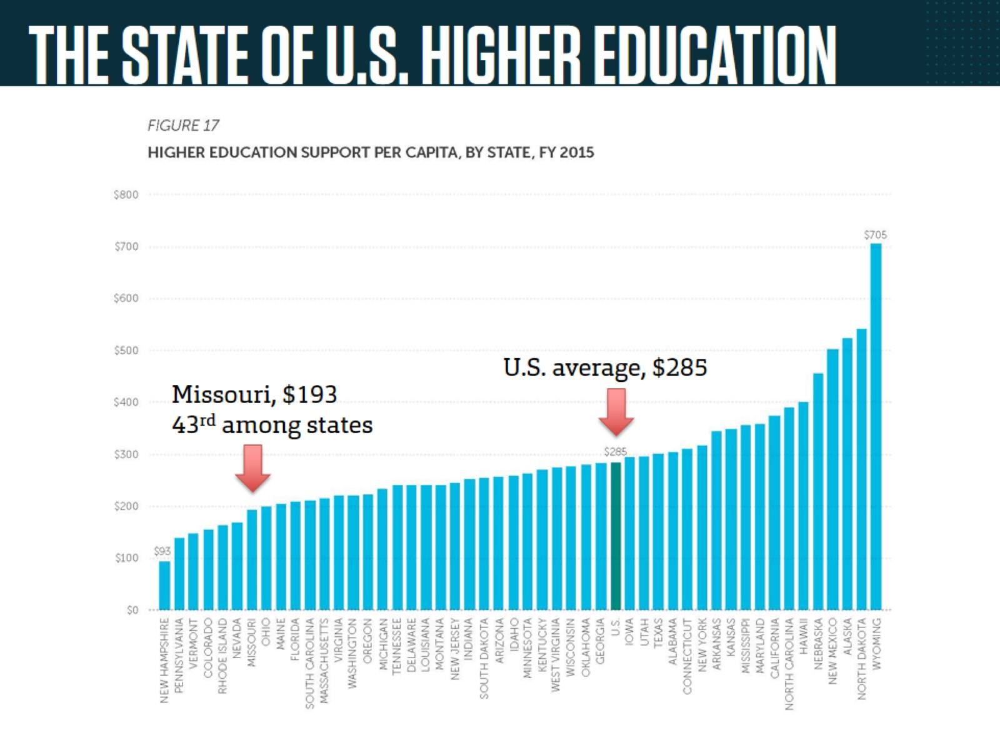 THE STATE OF U.S. HIGHER EDUCATION
FIGURE 17
HIGHER EDUCATION SUPPORT PER CAPITA, BY STATE, FY 2015
$800
$700
$600
$500
$400
$300
$200
$100
$0
$705
U.S. average, $285
Missouri, $193
43rd among states
$285
$93
NEW HAMPSHIRE
PENNSYLVANIA
VERMONT
COLORADO
RHODE ISLAND
NEVADA
MISSOURI
OHIO
MAINE
FLORIDA
SOUTH CAROLINA
MASSACHUSETTS
VIRGINIA
WASHINGTON
OREGON
MICHIGAN
TENNESSEE
DELAWARE
LOUISIANA
MONTANA
NEW JERSEY
INDIANA
SOUTH DAKOTA
ARIZONA
IDAHO
MINNESOTA
KENTUCKY
WEST VIRGINIA
WISCONSIN
OKLAHOMA
GEORGIA
U.S.
IOWA
UTAH
TEXAS
ALABAMA
CONNECTICUT
NEW YORK
ARKANSAS
KANSAS
MISSISSIPPI
MARYLAND
CALIFORNIA
NORTH CAROLINA
HAWAII
NEBRASKA
NEW MEXICO
ALASKA
NORTH DAKOTA
WYOMING